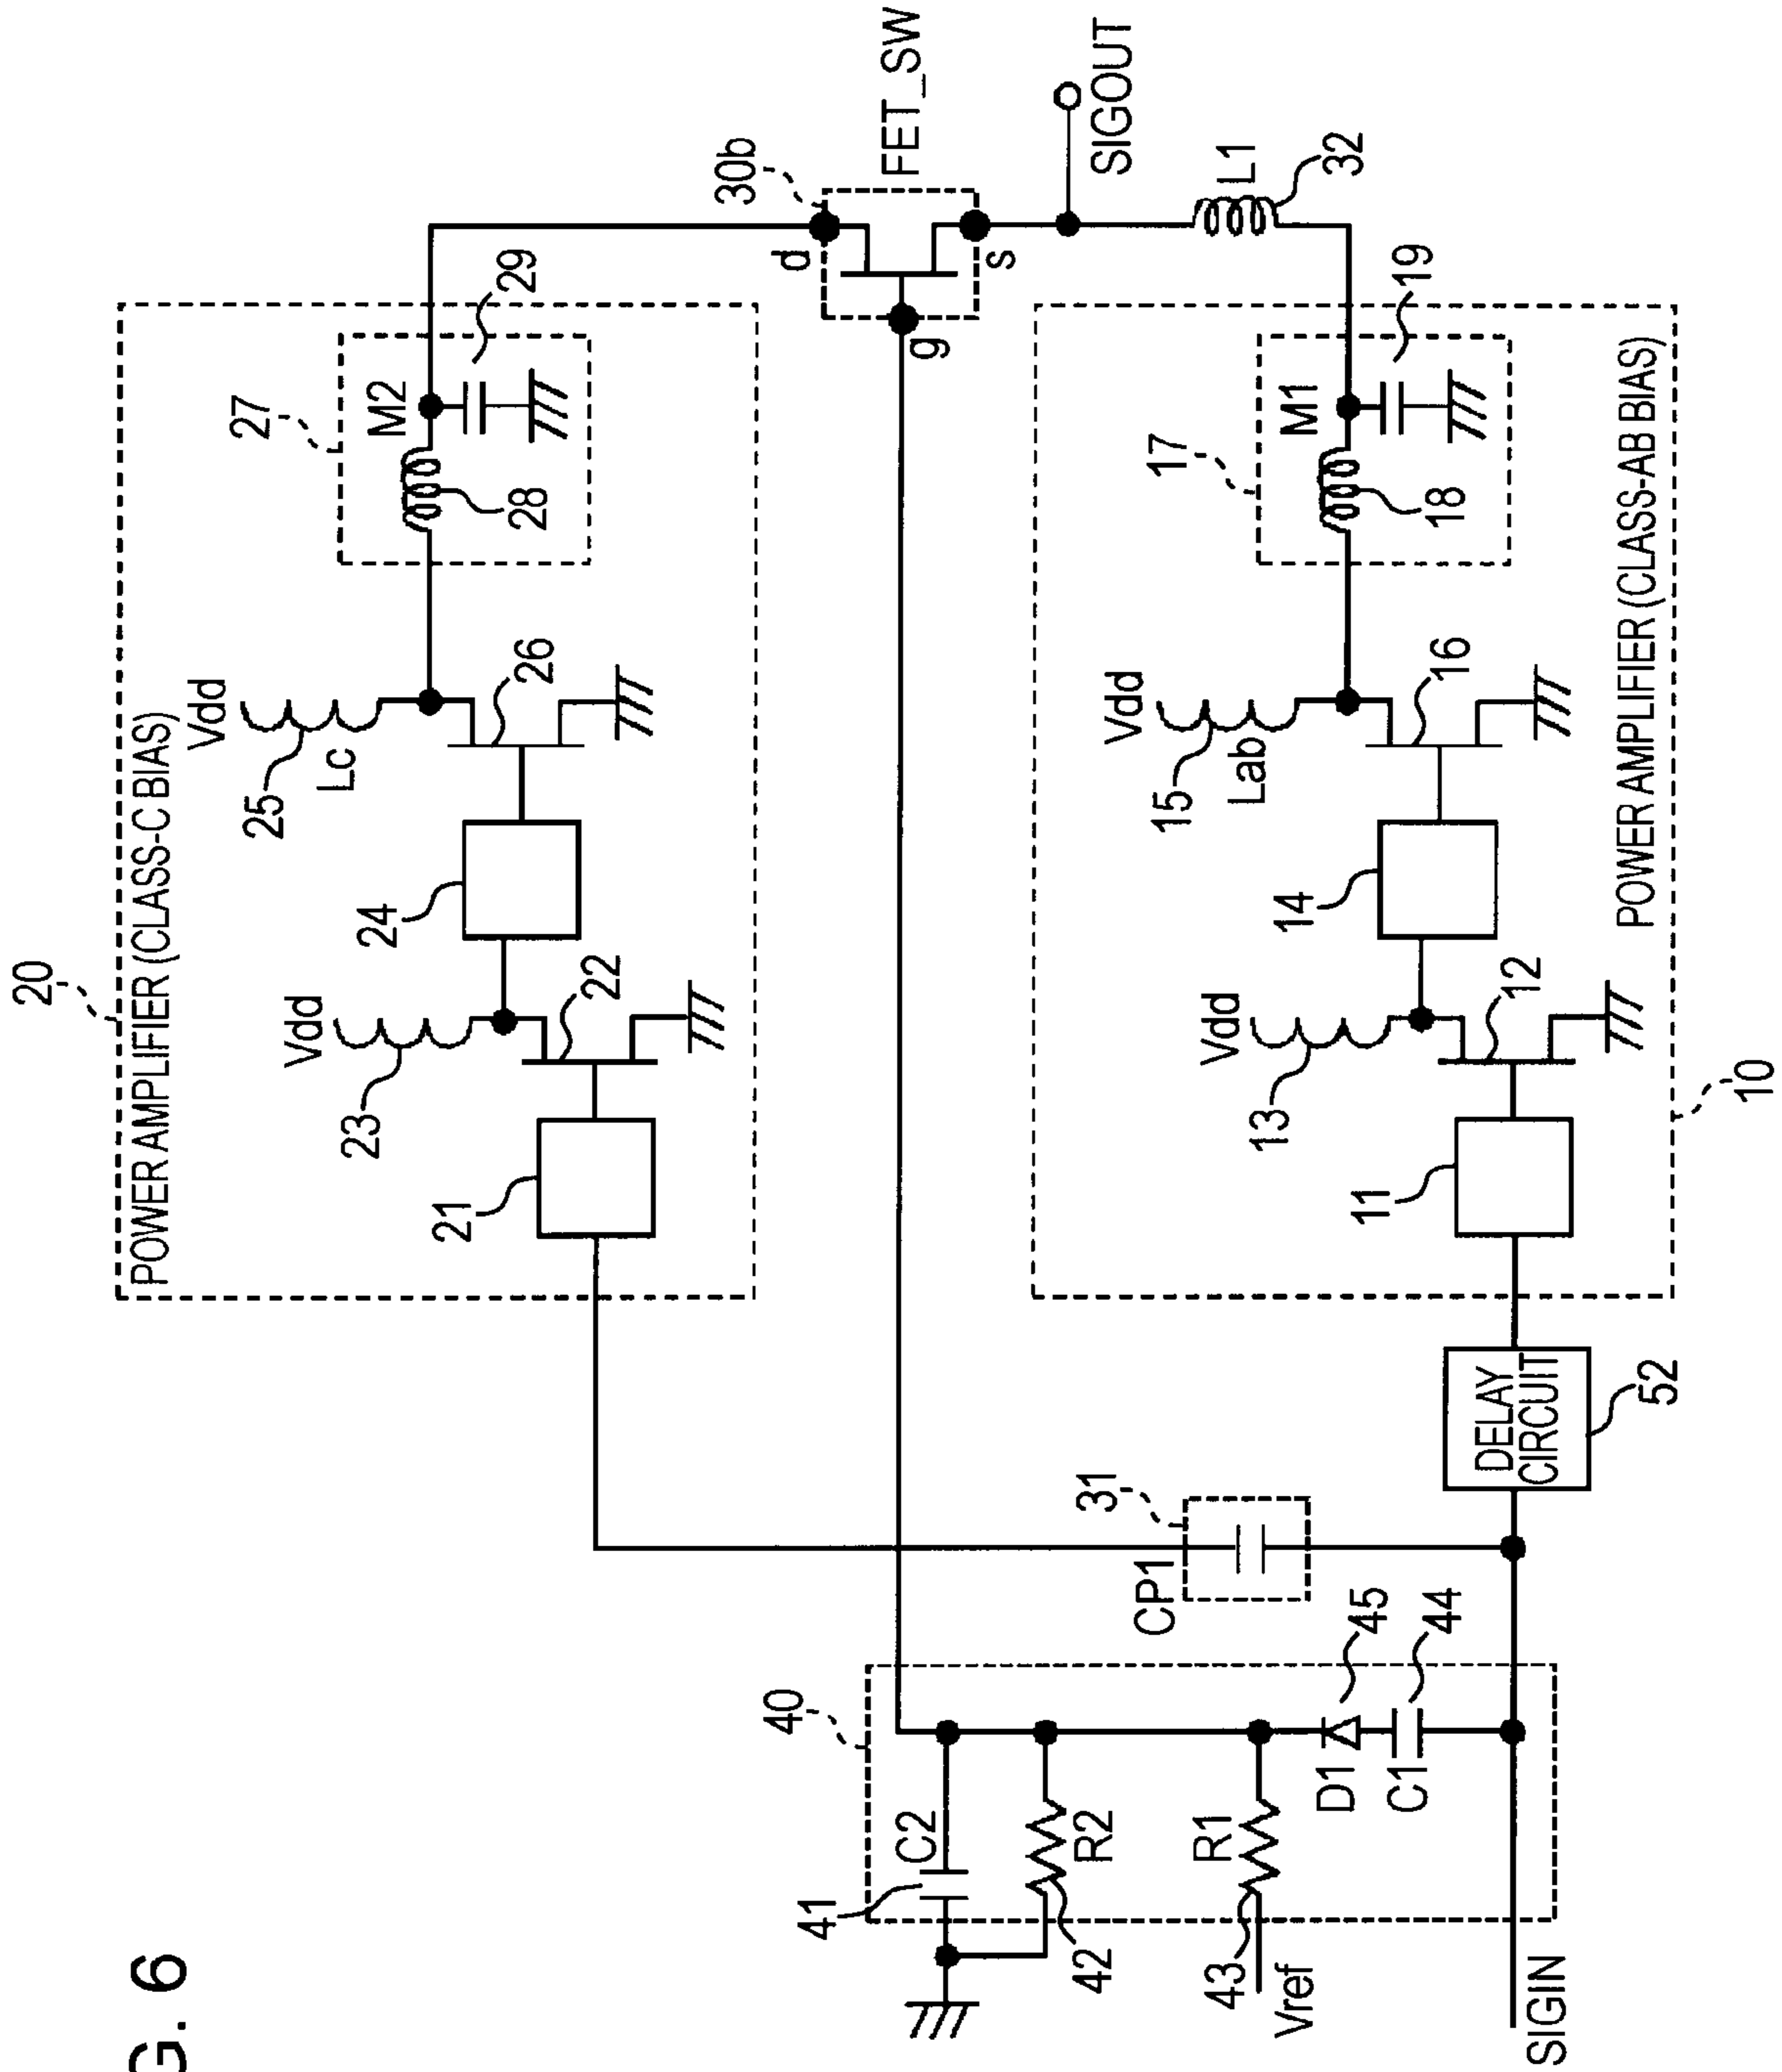 G. 6
20
POWER AMPLIFIER (CLASS-C BIAS)
Vdd
25
Lc
26
27
M2
29
28
24
Vdd
23
22
21
30b
FET_SW
d
g
s
SIGOUT
L1
32
40
41
C2
42
R2
43
R1
Vref
D1
45
C1
44
SIGIN
31
CP1
DELAY
CIRCUIT
52
11
Vdd
13
12
14
Vdd
15
Lab
16
17
M1
19
18
POWER AMPLIFIER (CLASS-AB BIAS)
10